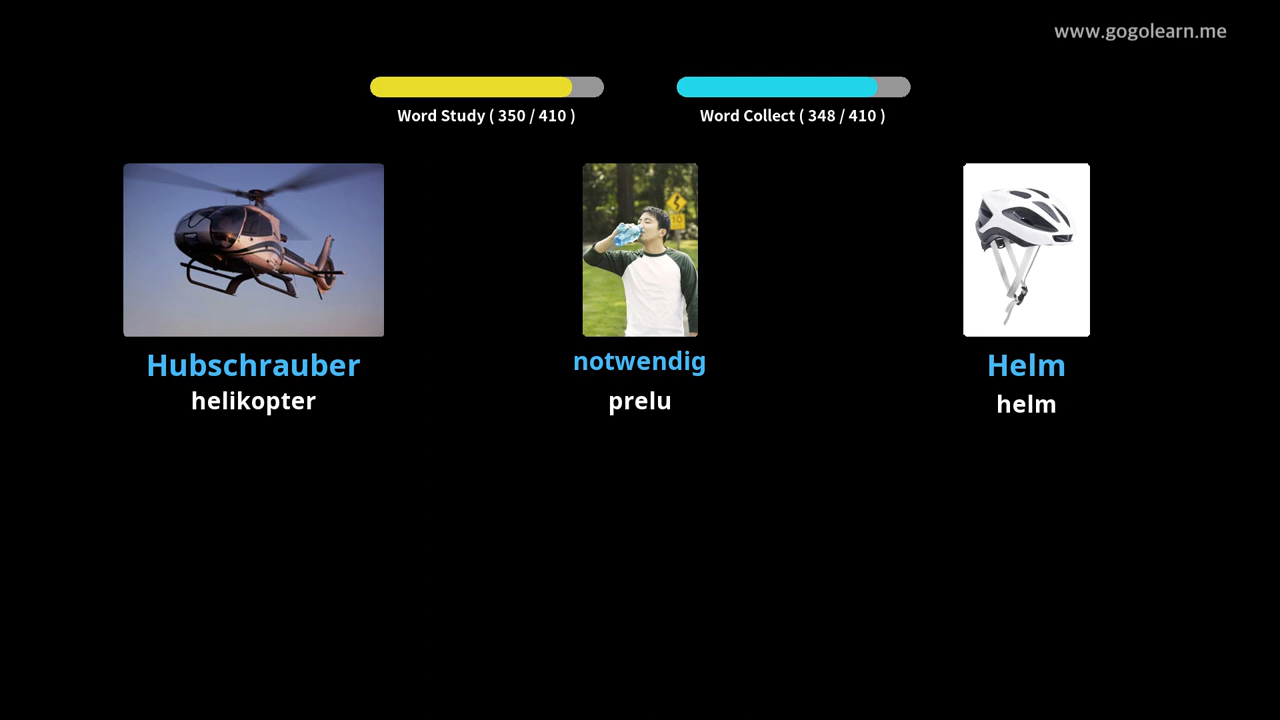 www.gogolearn.me
Word Study ( 350 / 410 )
Word Collect ( 348 / 410 )
Hubschrauber
helikopter
notwendig
prelu
Helm
helm